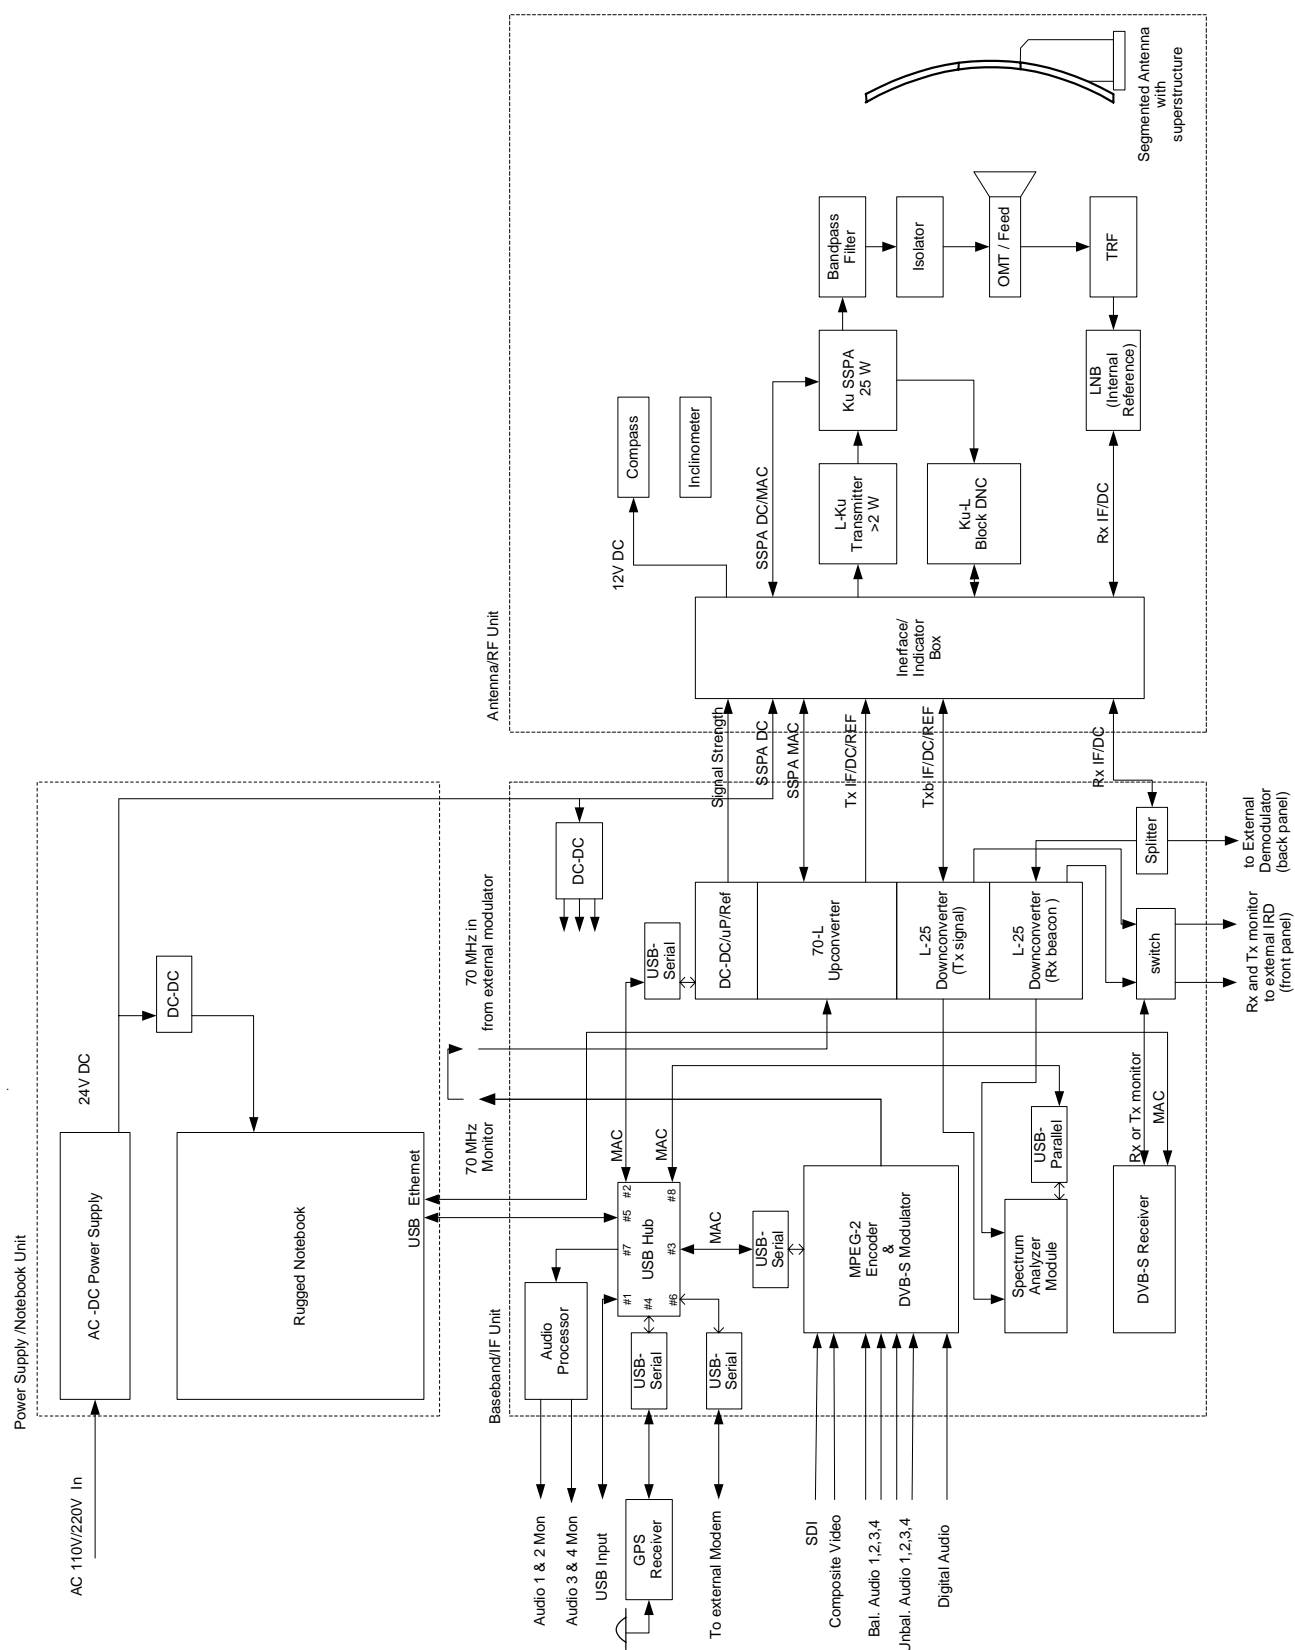 Power Supply /Notebook Unit
AC 110V/220V In
AC -DC Power Supply
24V DC
DC-DC
Rugged Notebook
USB
Ethernet
Baseband/IF Unit
Audio 1 & 2 Mon
Audio 3 & 4 Mon
USB Input
GPS
Receiver
To external Modem
SDI
Composite Video
Bal. Audio 1,2,3,4
Unbal. Audio 1,2,3,4
Digital Audio
Audio
Processor
USB-
Serial
USB-
Serial
USB Hub
#1
#4
#6
#7
#3
#5
#2
#8
MAC
MAC
MAC
USB-
Serial
MPEG-2
Encoder
&
DVB-S Modulator
Spectrum
Analyzer
Module
USB-
Parallel
DVB-S Receiver
Rx or Tx monitor
MAC
70 MHz
Monitor
70 MHz in
from external modulator
DC-DC
USB-
Serial
DC-DC/uP/Ref
70-L
Upconverter
L-25
Downconverter
(Tx signal)
L-25
Downconverter
(Rx beacon )
switch
Splitter
Rx and Tx monitor
to external IRD
(front panel)
to External
Demodulator
(back panel)
Signal Strength
SSPA DC
SSPA MAC
Tx IF/DC/REF
Txb IF/DC/REF
Rx IF/DC
Antenna/RF Unit
Inerface/
Indicator
Box
12V DC
SSPA DC/MAC
Rx IF/DC
Compass
Inclinometer
L-Ku
Transmitter
>2 W
Ku-L
Block DNC
Ku SSPA
25 W
LNB
(Internal
Reference)
Bandpass
Filter
Isolator
OMT / Feed
TRF
Segmented Antenna
with
superstructure